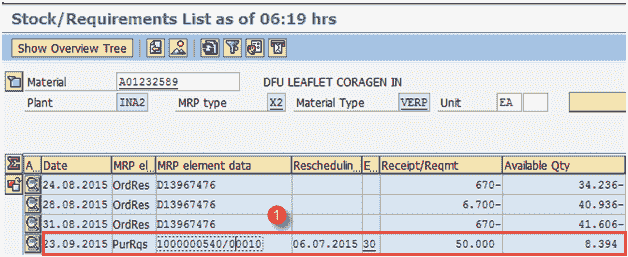 Stock/Requirements List as of 06:19 hrs
Show Overview Tree
Material A01232589 DFU LEAFLET CORAGEN IN
Plant INA2 MRP type X2 Material Type VERP Unit EA
A.. Date MRP el.. MRP element data Reschedulin.. E.. Receipt/Reqmt Available Qty
24.08.2015 OrdRes D13967476 670- 34.236-
28.08.2015 OrdRes D13967476 6.700- 40.936-
31.08.2015 OrdRes D13967476 670- 41.606-
1
23.09.2015 PurRqs 1000000540/00010 06.07.2015 30 50.000 8.394